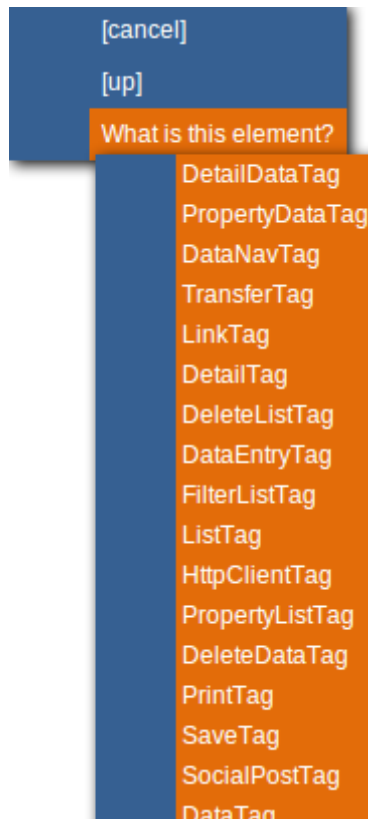 [cancel]
[up]
What is this element?
DetailDataTag
PropertyDataTag
DataNavTag
TransferTag
LinkTag
DetailTag
DeleteListTag
DataEntryTag
FilterListTag
ListTag
HttpClientTag
PropertyListTag
DeleteDataTag
PrintTag
SaveTag
SocialPostTag
DataTag